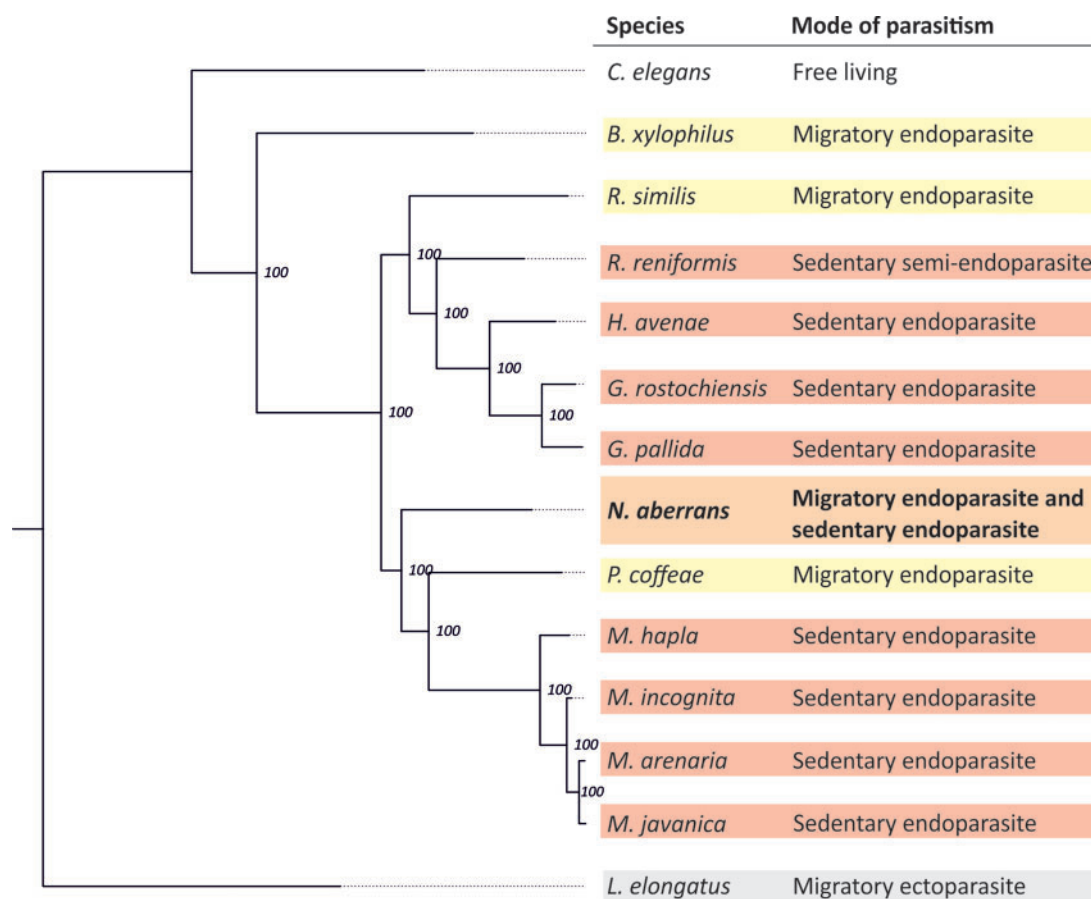 Species Mode of parasitism
C. elegans Free living
B. xylophilus Migratory endoparasite
R. similis Migratory endoparasite
100
R. reniformis Sedentary semi-endoparasite
100
100
H. avenae Sedentary endoparasite
100
G. rostochiensis Sedentary endoparasite
100
100
G. pallida Sedentary endoparasite
N. aberrans Migratory endoparasite and
sedentary endoparasite
100
P. coffeae Migratory endoparasite
100
M. hapla Sedentary endoparasite
100
M. incognita Sedentary endoparasite
100
M. arenaria Sedentary endoparasite
100
M. javanica Sedentary endoparasite
L. elongatus Migratory ectoparasite